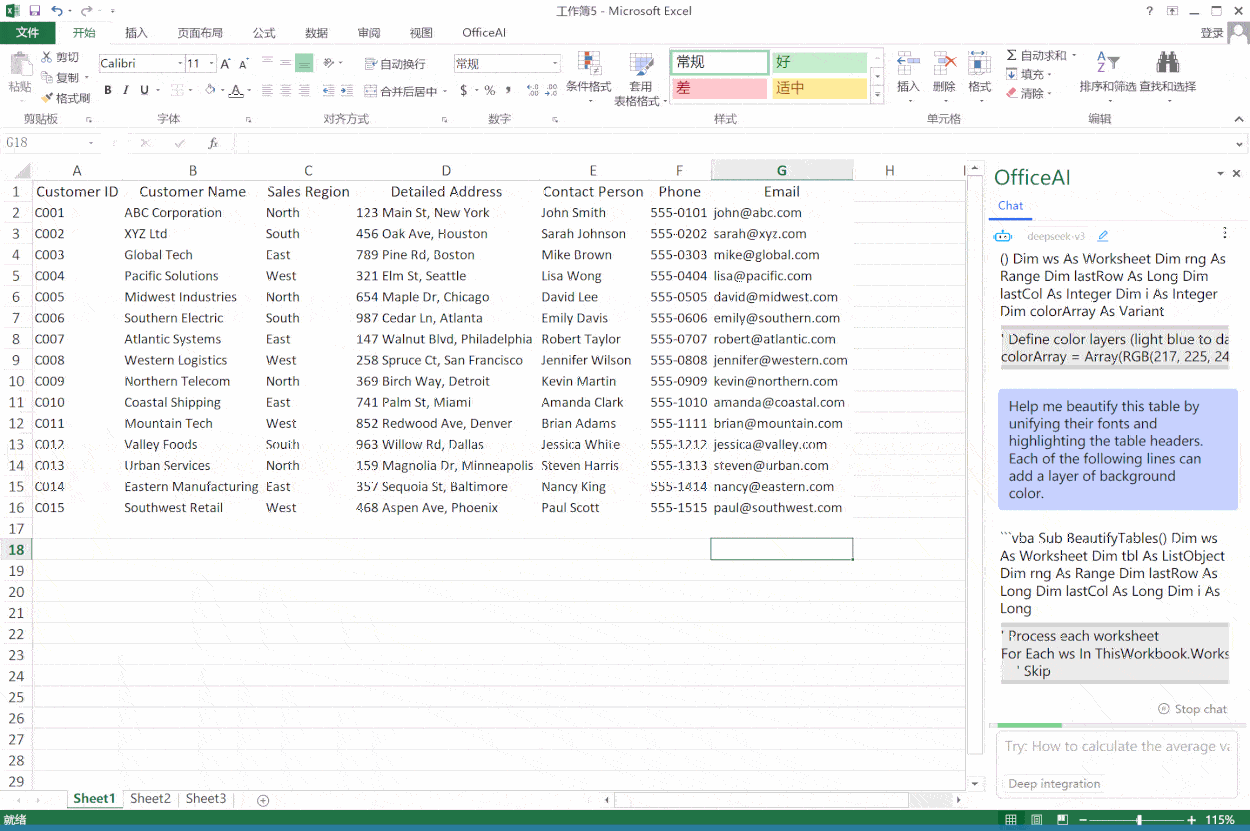 工作簿5 - Microsoft Excel
文件 开始 插入 页面布局 公式 数据 审阅 视图 OfficeAI 登录
粘贴 剪切 复制 格式刷 剪贴板
Calibri 11 B I U A 字体
自动换行 合并后居中 对齐方式
常规 $ % 数字
条件格式 套用表格格式 常规 好 差 适中 样式
插入 删除 格式 单元格
Σ 自动求和 填充 清除 排序和筛选 查找和选择 编辑
G18 fx
A B C D E F G H I
1 Customer ID Customer Name Sales Region Detailed Address Contact Person Phone Email
2 C001 ABC Corporation North 123 Main St, New York John Smith 555-0101 john@abc.com
3 C002 XYZ Ltd South 456 Oak Ave, Houston Sarah Johnson 555-0202 sarah@xyz.com
4 C003 Global Tech East 789 Pine Rd, Boston Mike Brown 555-0303 mike@global.com
5 C004 Pacific Solutions West 321 Elm St, Seattle Lisa Wong 555-0404 lisa@pacific.com
6 C005 Midwest Industries North 654 Maple Dr, Chicago David Lee 555-0505 david@midwest.com
7 C006 Southern Electric South 987 Cedar Ln, Atlanta Emily Davis 555-0606 emily@southern.com
8 C007 Atlantic Systems East 147 Walnut Blvd, Philadelphia Robert Taylor 555-0707 robert@atlantic.com
9 C008 Western Logistics West 258 Spruce Ct, San Francisco Jennifer Wilson 555-0808 jennifer@western.com
10 C009 Northern Telecom North 369 Birch Way, Detroit Kevin Martin 555-0909 kevin@northern.com
11 C010 Coastal Shipping East 741 Palm St, Miami Amanda Clark 555-1010 amanda@coastal.com
12 C011 Mountain Tech West 852 Redwood Ave, Denver Brian Adams 555-1111 brian@mountain.com
13 C012 Valley Foods South 963 Willow Rd, Dallas Jessica White 555-1212 jessica@valley.com
14 C013 Urban Services North 159 Magnolia Dr, Minneapolis Steven Harris 555-1313 steven@urban.com
15 C014 Eastern Manufacturing East 357 Sequoia St, Baltimore Nancy King 555-1414 nancy@eastern.com
16 C015 Southwest Retail West 468 Aspen Ave, Phoenix Paul Scott 555-1515 paul@southwest.com
17
18
19
20
21
22
23
24
25
26
27
28
29
Sheet1 Sheet2 Sheet3
就绪 115%
OfficeAI
Chat
deepseek-v3
() Dim ws As Worksheet Dim rng As
Range Dim lastRow As Long Dim
lastCol As Integer Dim i As Integer
Dim colorArray As Variant
' Define color layers (light blue to da
colorArray = Array(RGB(217, 225, 24
Help me beautify this table by
unifying their fonts and
highlighting the table headers.
Each of the following lines can
add a layer of background
color.
```vba Sub BeautifyTables() Dim ws
As Worksheet Dim tbl As ListObject
Dim rng As Range Dim lastRow As
Long Dim lastCol As Long Dim i As
Long
' Process each worksheet
For Each ws In ThisWorkbook.Works
' Skip
Stop chat
Try: How to calculate the average va
Deep integration